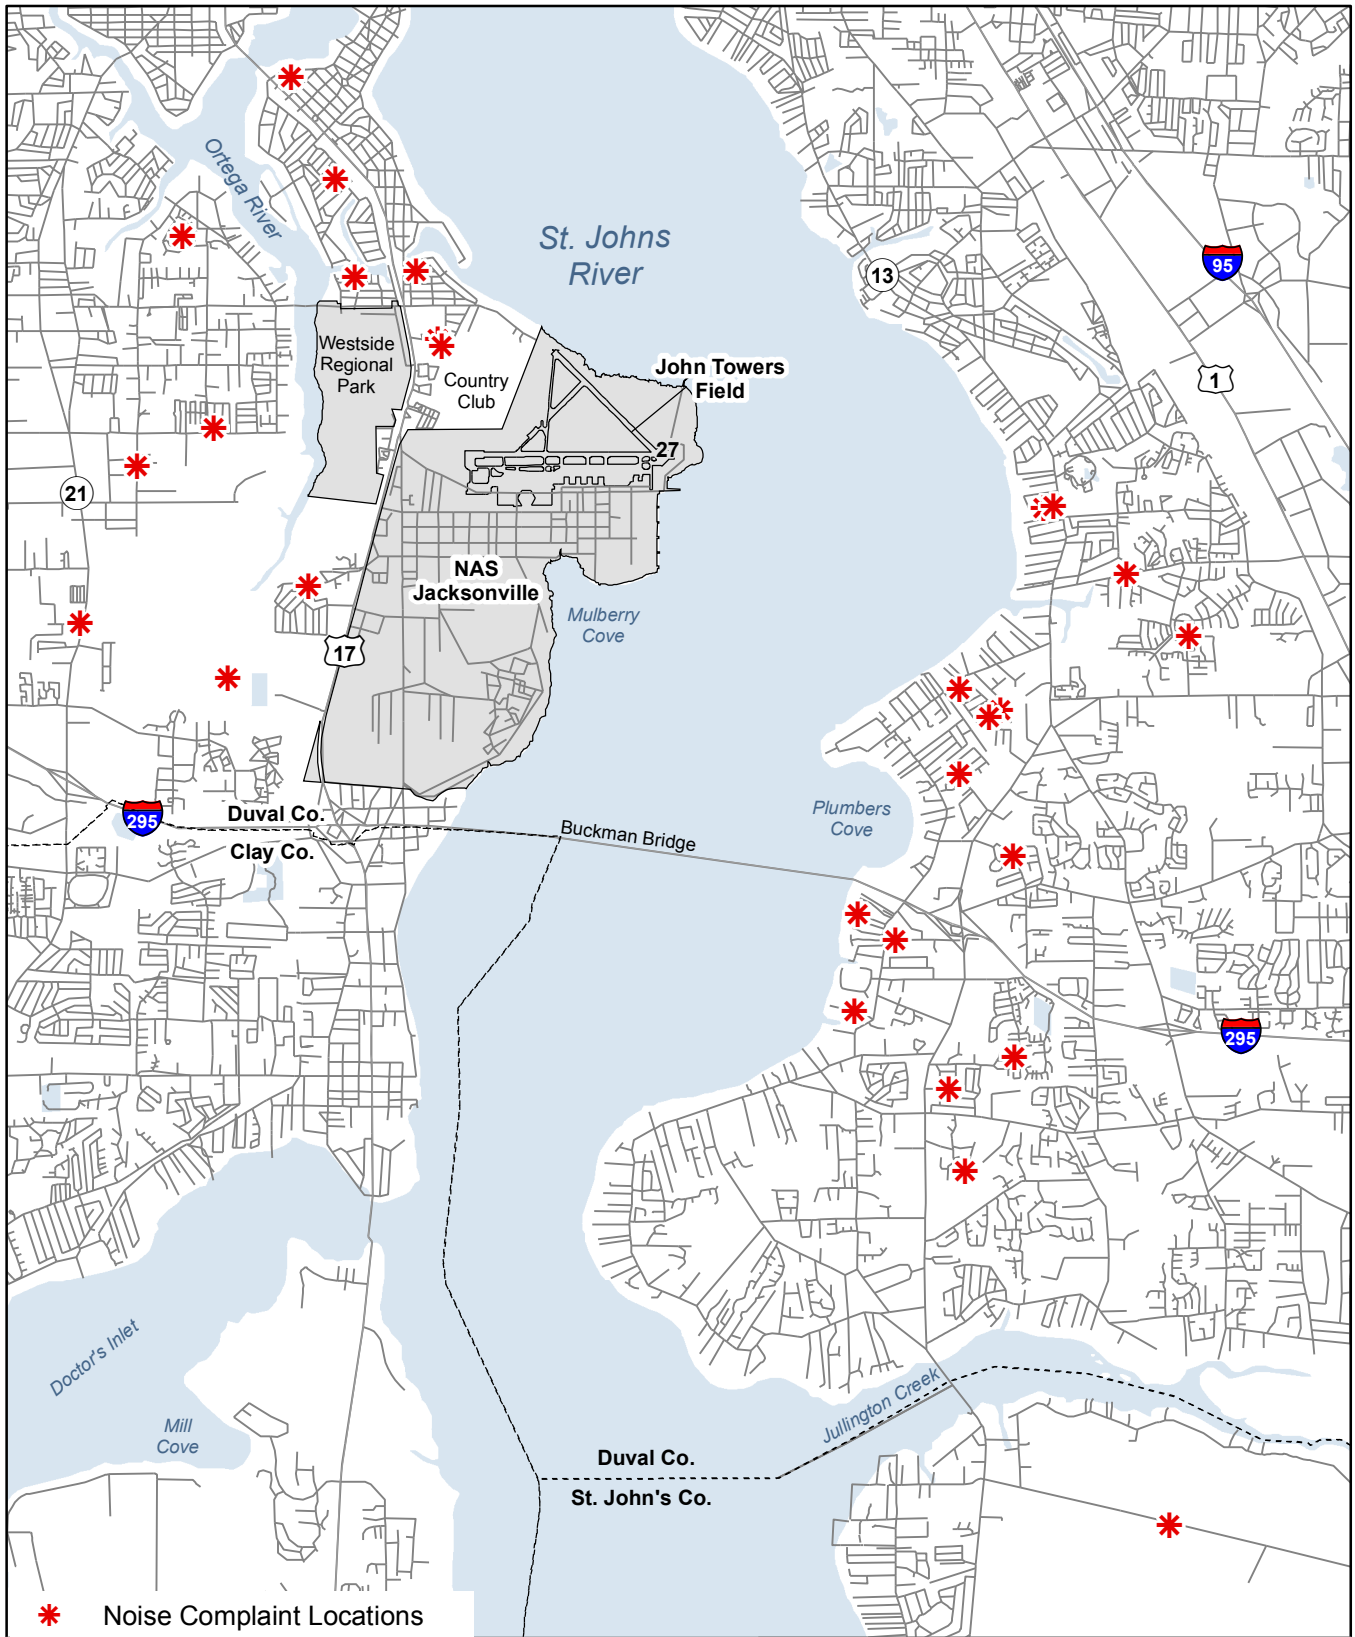 Ortega River
St. Johns
River
13
95
1
Westside
Regional
Park
Country
Club
John Towers
Field
27
21
NAS
Jacksonville
Mulberry
Cove
17
Plumbers
Cove
295
Duval Co.
Clay Co.
Buckman Bridge
295
Doctor's Inlet
Mill
Cove
Jullington Creek
Duval Co.
St. John's Co.
Noise Complaint Locations